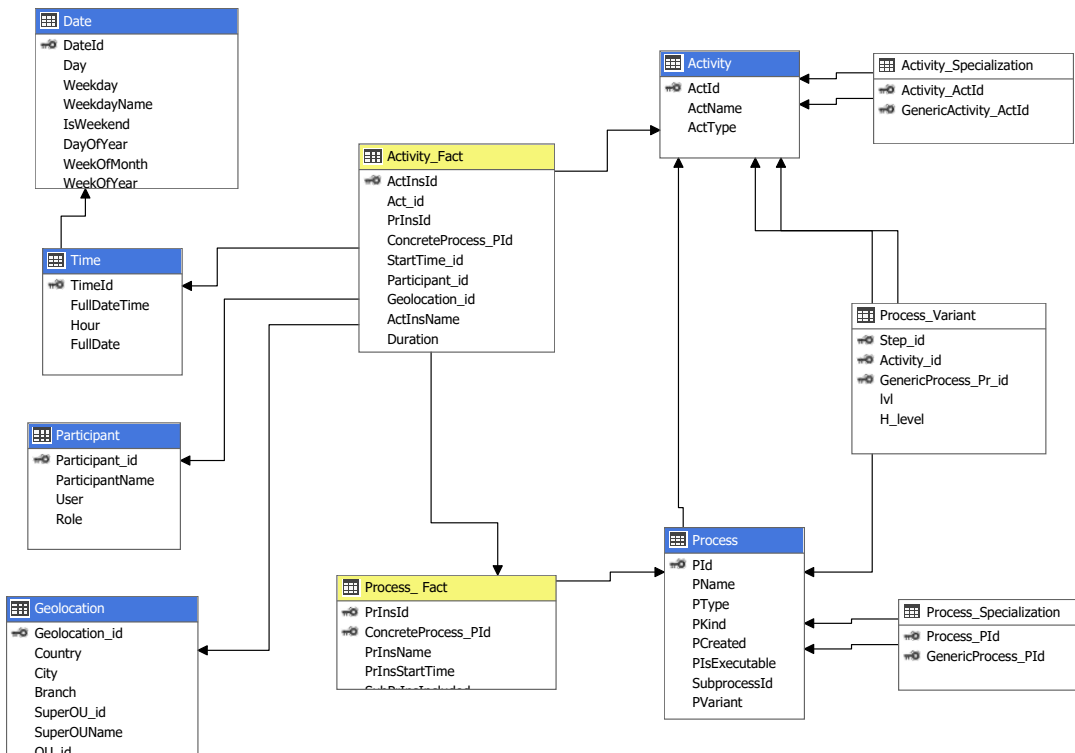 Date
DateId
Day
Weekday
WeekdayName
IsWeekend
DayOfYear
WeekOfMonth
WeekOfYear
Time
TimeId
FullDateTime
Hour
FullDate
Participant
Participant_id
ParticipantName
User
Role
Geolocation
Geolocation_id
Country
City
Branch
SuperOU_id
SuperOUName
OU_id
Activity_Fact
ActInsId
Act_id
PrInsId
ConcreteProcess_PId
StartTime_id
Participant_id
Geolocation_id
ActInsName
Duration
Process_ Fact
PrInsId
ConcreteProcess_PId
PrInsName
PrInsStartTime
SubPrInsIncluded
Activity
ActId
ActName
ActType
Activity_Specialization
Activity_ActId
GenericActivity_ActId
Process_Variant
Step_id
Activity_id
GenericProcess_Pr_id
lvl
H_level
Process
PId
PName
PType
PKind
PCreated
PIsExecutable
SubprocessId
PVariant
Process_Specialization
Process_PId
GenericProcess_PId